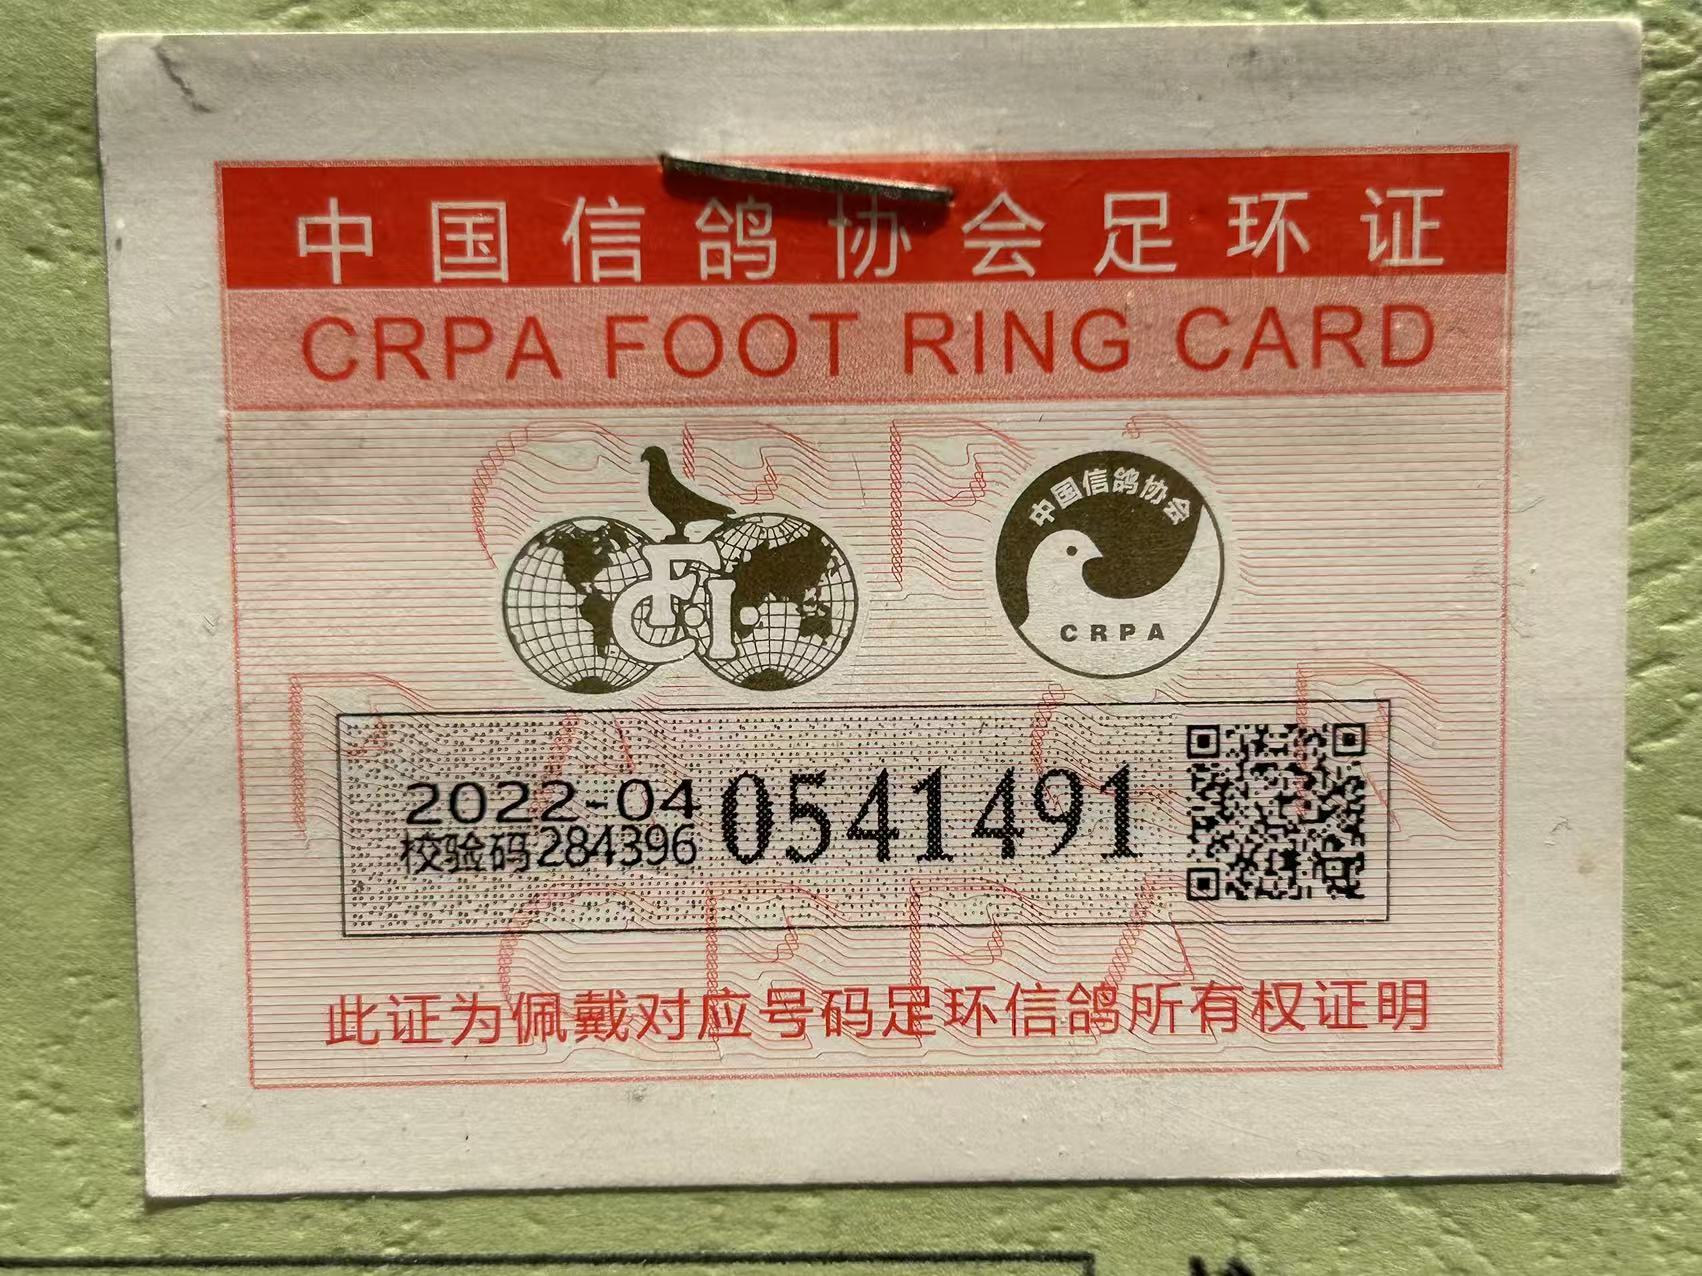 中国信鸽协会足环证
CRPA FOOT RING CARD
中国信鸽协会
F.C.I.
CRPA
2022-04 0541491
校验码284396
此证为佩戴对应号码足环信鸽所有权证明